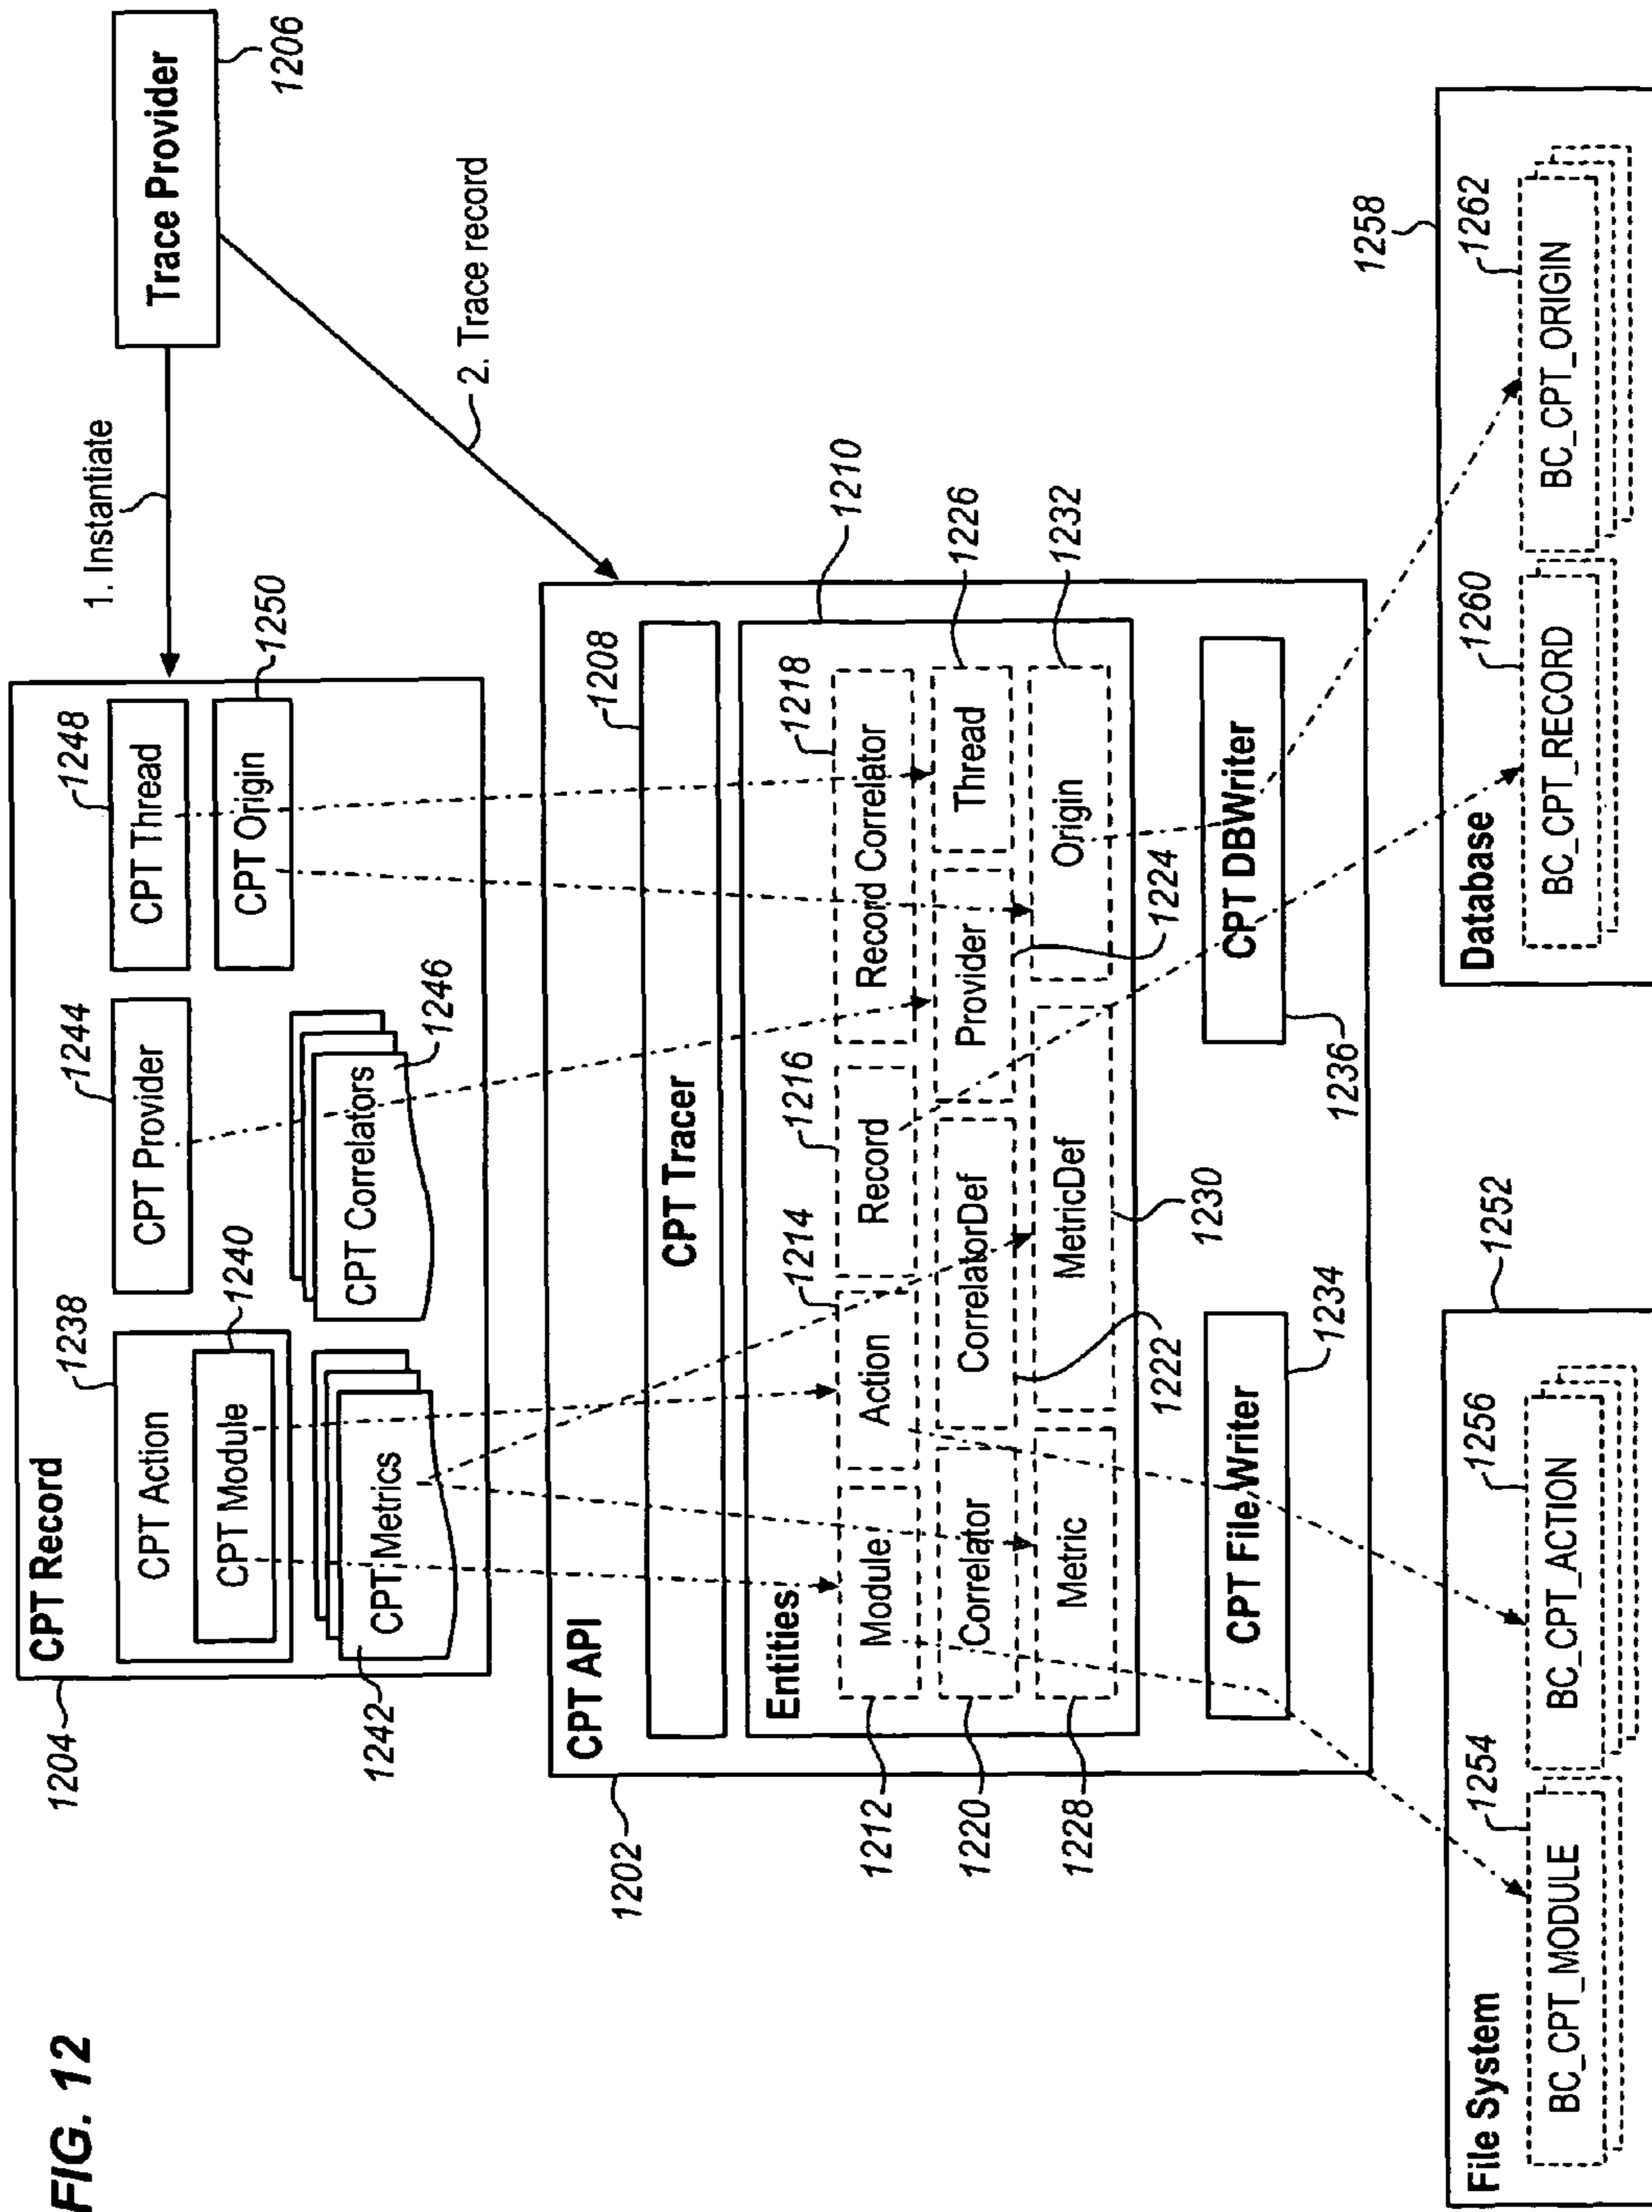 FIG. 12
Trace Provider
1206
1. Instantiate
2. Trace record
1204
CPT Record
1238
CPT Action
1240
CPT Module
1242
CPT Metrics
1244
CPT Provider
1246
CPT Correlators
1248
CPT Thread
1250
CPT Origin
1202
CPT API
1208
CPT Tracer
1210
Entities
1212
Module
1214
Action
1216
Record
1218
Record Correlator
1220
Correlator
1222
CorrelatorDef
1224
Provider
1226
Thread
1228
Metric
1230
MetricDef
1232
Origin
1234
CPT File Writer
1236
CPT DBWriter
1252
File System
1254
BC_CPT_MODULE
1256
BC_CPT_ACTION
1258
Database
1260
BC_CPT_RECORD
1262
BC_CPT_ORIGIN